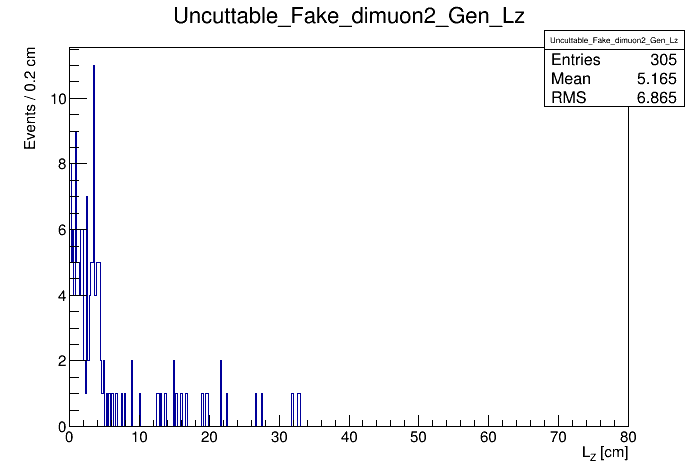 Uncuttable_Fake_dimuon2_Gen_Lz
Uncuttable_Fake_dimuon2_Gen_Lz
Entries 305
Mean 5.165
RMS 6.865
Events / 0.2 cm
10
8
6
4
2
0
0 10 20 30 40 50 60 70 80
L_Z [cm]